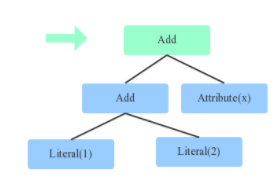 Add
Add
Attribute(x)
Literal(1)
Literal(2)